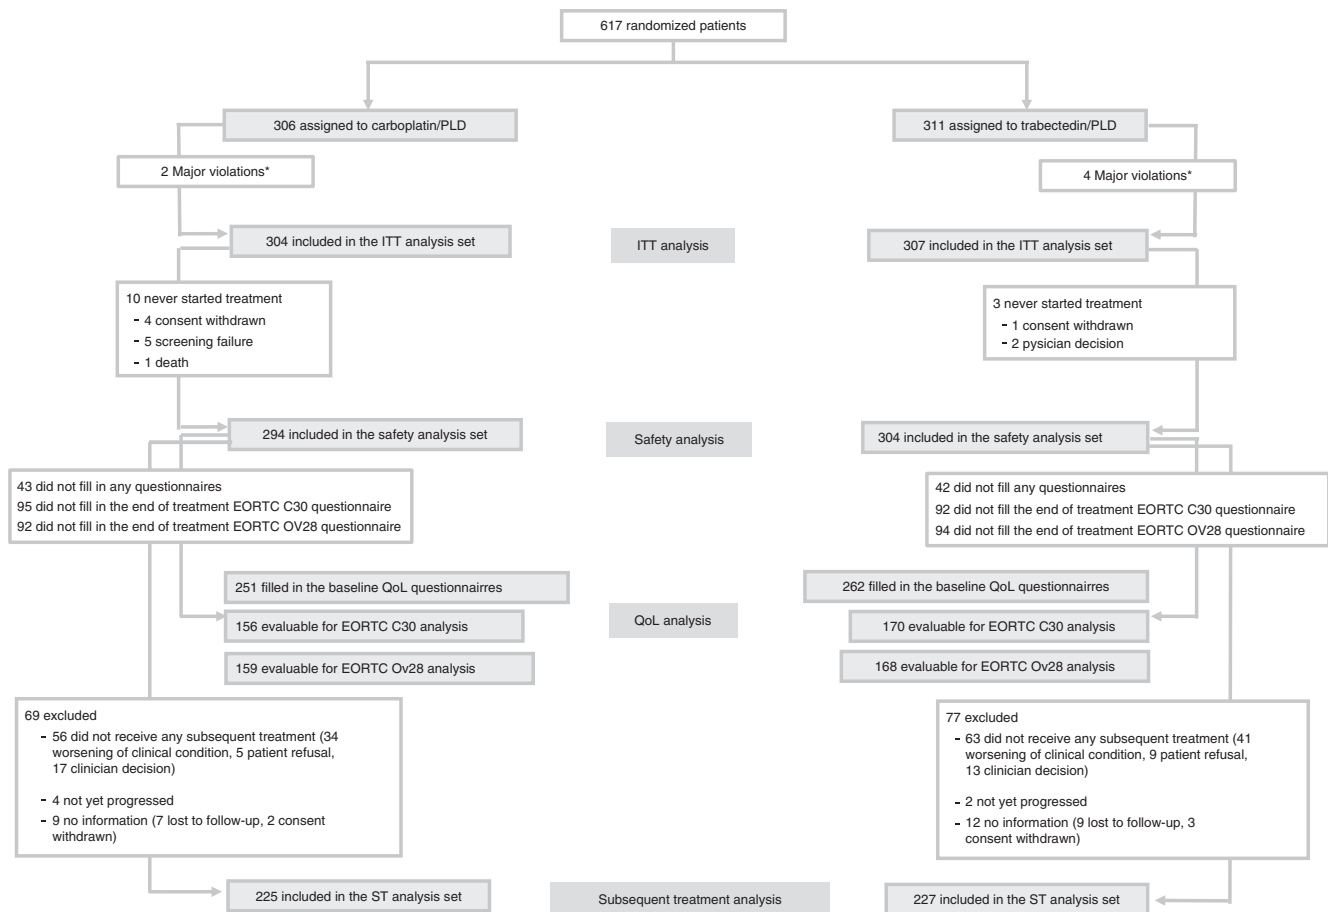 617 randomized patients
306 assigned to carboplatin/PLD
311 assigned to trabectedin/PLD
2 Major violations*
4 Major violations*
304 included in the ITT analysis set
ITT analysis
307 included in the ITT analysis set
10 never started treatment
- 4 consent withdrawn
- 5 screening failure
- 1 death
3 never started treatment
- 1 consent withdrawn
- 2 pysician decision
294 included in the safety analysis set
Safety analysis
304 included in the safety analysis set
43 did not fill in any questionnaires
95 did not fill in the end of treatment EORTC C30 questionnaire
92 did not fill in the end of treatment EORTC OV28 questionnaire
42 did not fill any questionnaires
92 did not fill the end of treatment EORTC C30 questionnaire
94 did not fill the end of treatment EORTC OV28 questionnaire
251 filled in the baseline QoL questionnairres
262 filled in the baseline QoL questionnairres
156 evaluable for EORTC C30 analysis
QoL analysis
170 evaluable for EORTC C30 analysis
159 evaluable for EORTC Ov28 analysis
168 evaluable for EORTC Ov28 analysis
69 excluded
- 56 did not receive any subsequent treatment (34
worsening of clinical condition, 5 patient refusal,
17 clinician decision)
- 4 not yet progressed
- 9 no information (7 lost to follow-up, 2 consent
withdrawn)
77 excluded
- 63 did not receive any subsequent treatment (41
worsening of clinical condition, 9 patient refusal,
13 clinician decision)
- 2 not yet progressed
- 12 no information (9 lost to follow-up, 3
consent withdrawn)
225 included in the ST analysis set
Subsequent treatment analysis
227 included in the ST analysis set